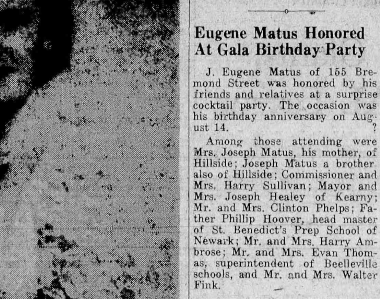 Eugene Matus Honored
At Gala Birthday Party
J. Eugene Matus of 155 Bre-
mond Street was honored by his
friends and relatives at a surprise
cocktail party. The occasion was
his birthday anniversary on Aug-
ust 14. ?
Among those attending were
Mrs. Joseph Matus, his mother, of
Hillside; Joseph Matus a brother
also of Hillside; Commissioner and
Mrs. Harry Sullivan; Mayor and
Mrs. Joseph Healey of Kearny;
Mr. and Mrs. Clinton Phelps; Fa-
ther Phillip Hoover, head master
of St. Benedict's Prep School of
Newark; Mr. and Mrs. Harry Am-
brose; Mr. and Mrs. Evan Thom-
as, superintendent of Beelleville
schools, and Mr. and Mrs. Walter
Fink.